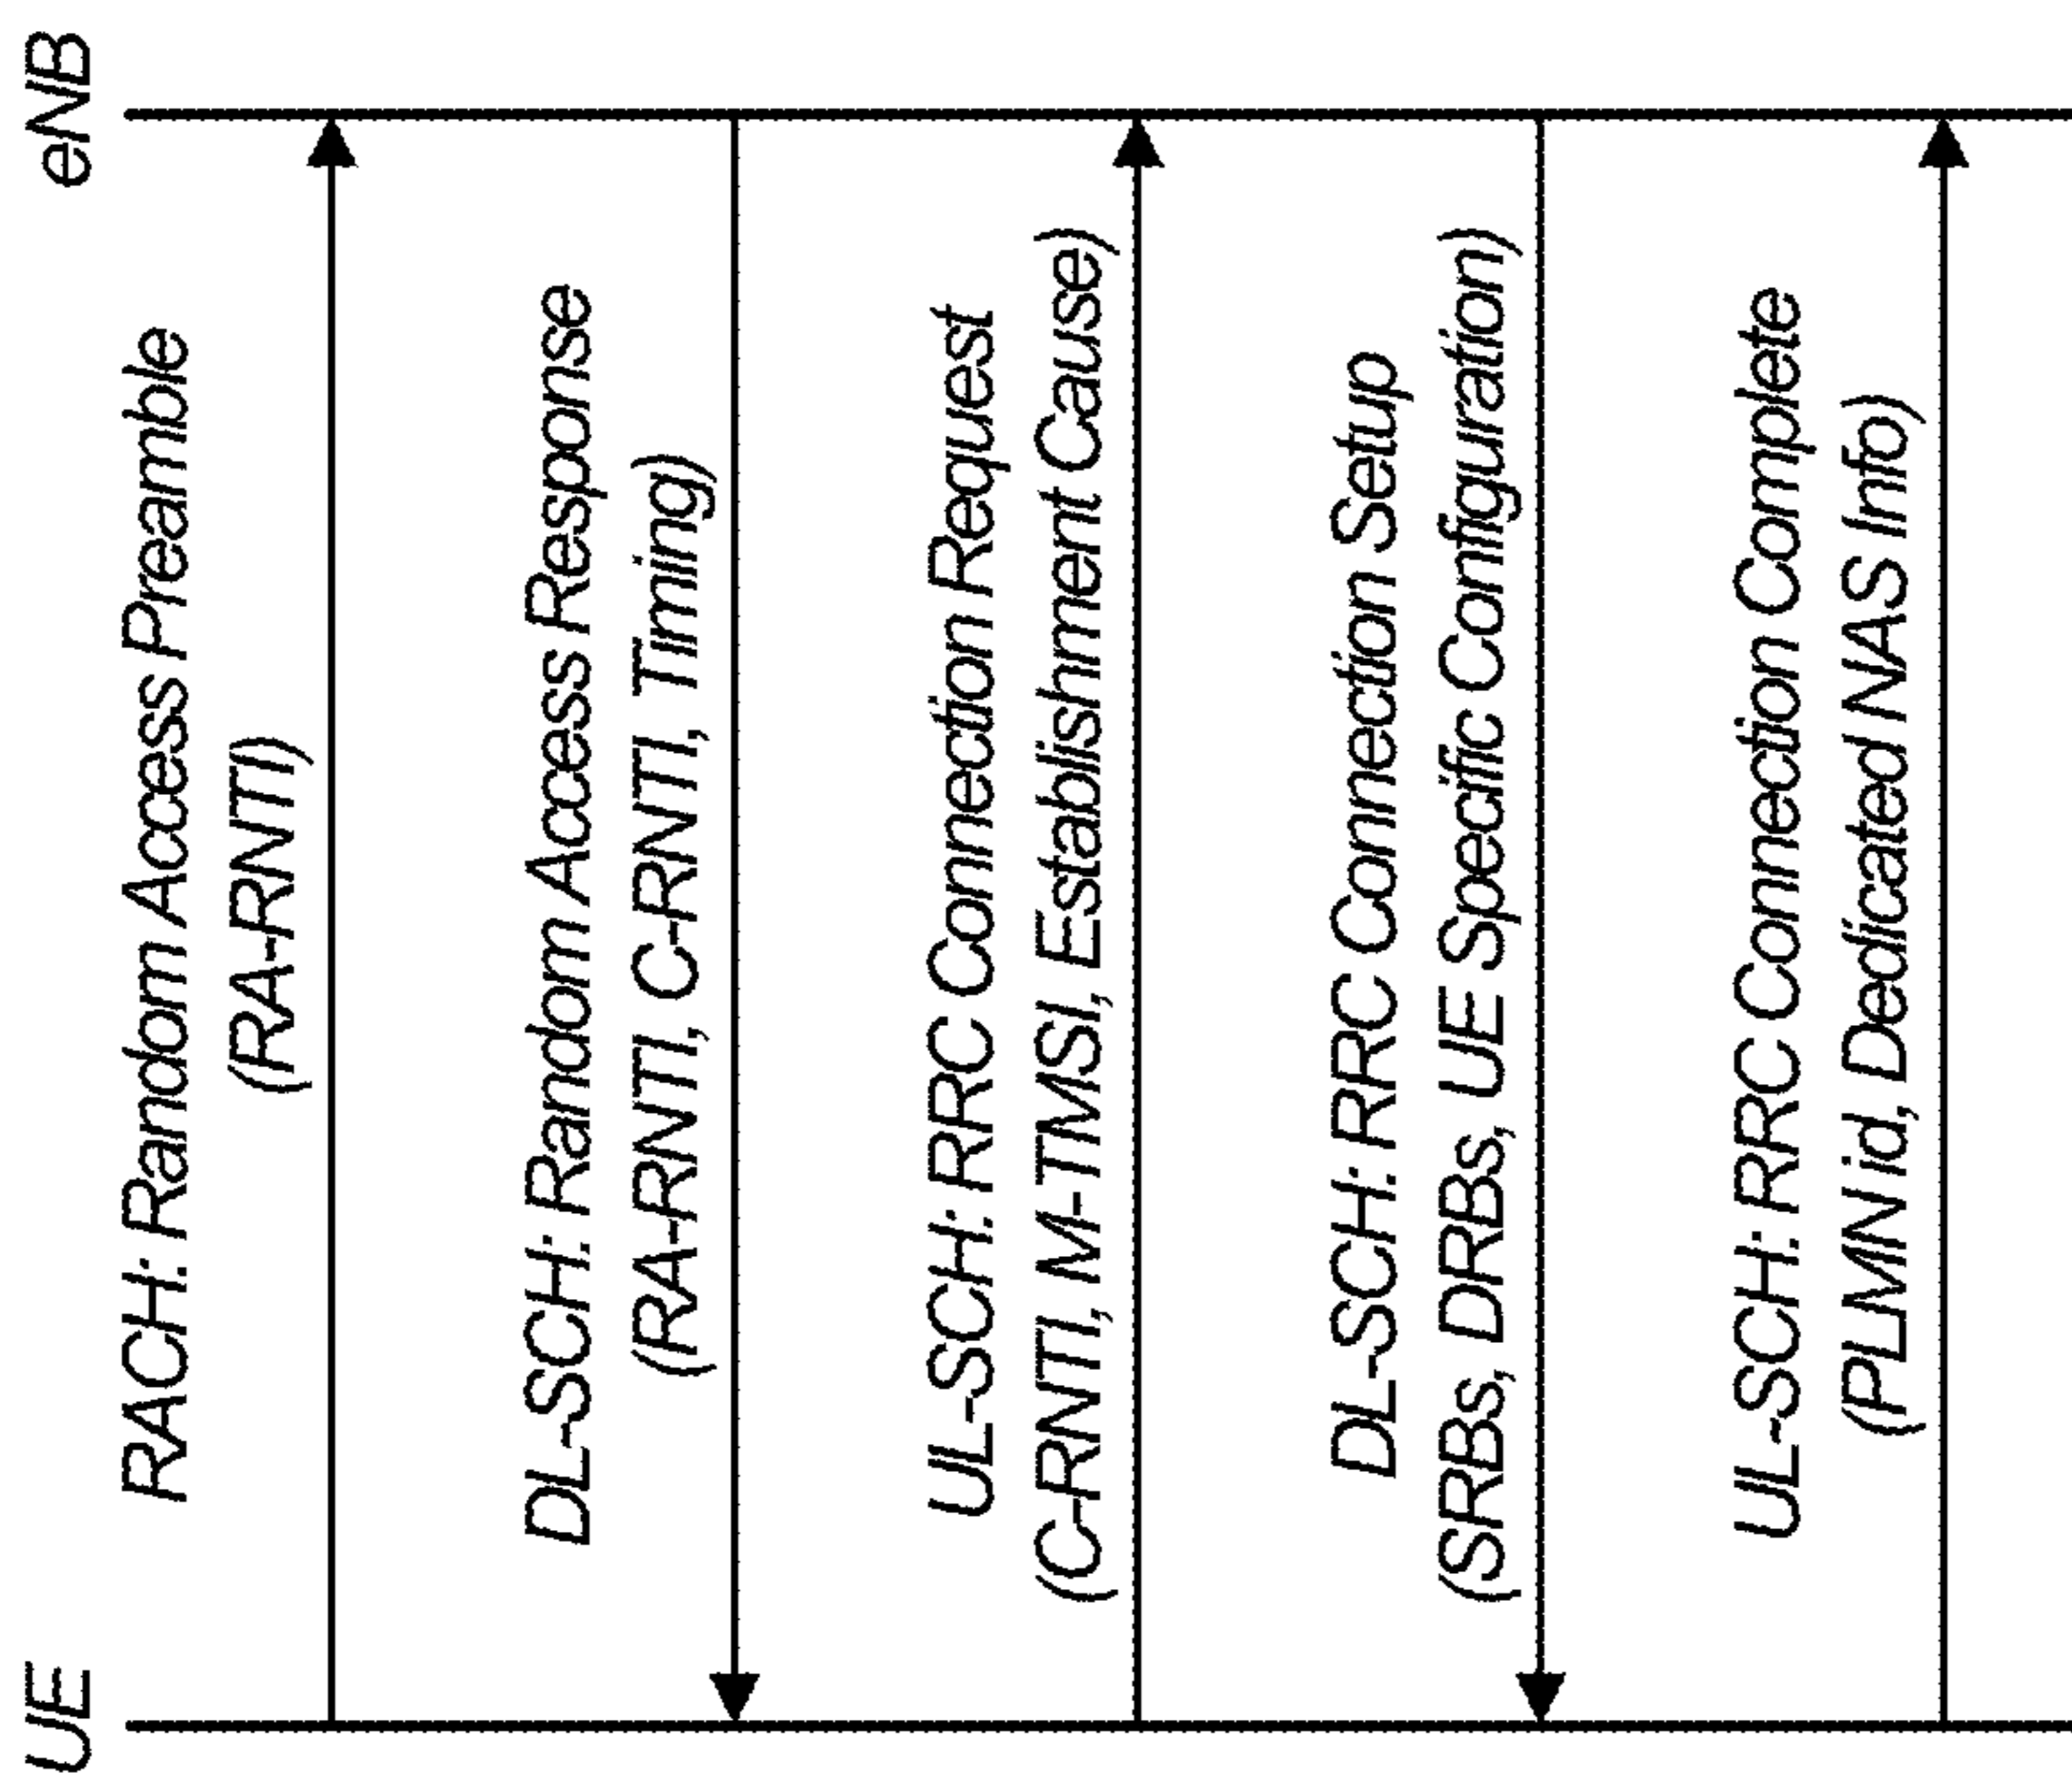 UE
eNB
RACH: Random Access Preamble
(RA-RNTI)
DL-SCH: Random Access Response
(RA-RNTI, C-RNTI, Timing)
UL-SCH: RRC Connection Request
(C-RNTI, M-TMSI, Establishment Cause)
DL-SCH: RRC Connection Setup
(SRBs, DRBs, UE Specific Configuration)
UL-SCH: RRC Connection Complete
(PLMN id, Dedicated NAS Info)